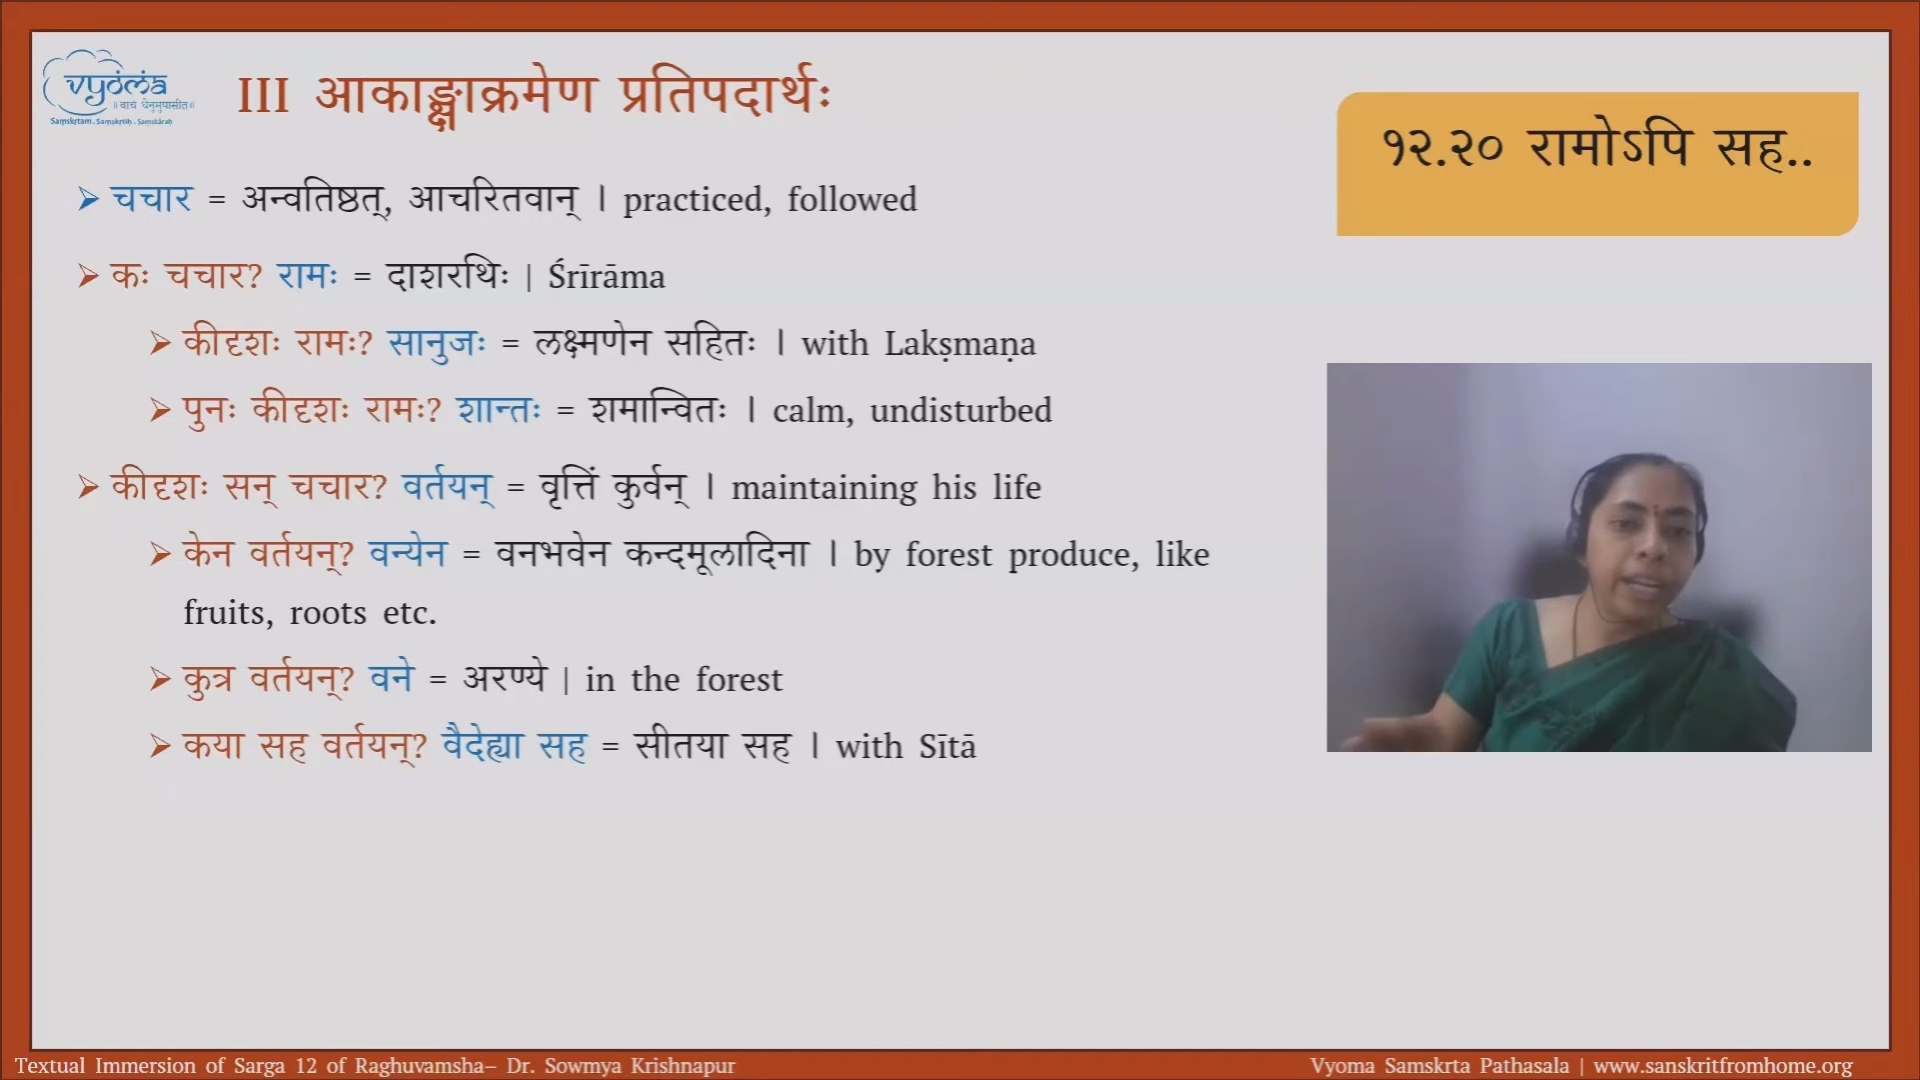 vyoma
॥ वाचं धेनुमुपासीत॥
Saṃskṛtam . Saṃskṛtiḥ . Saṃskāraḥ
III आकाङ्क्षाक्रमेण प्रतिपदार्थः
१२.२० रामोऽपि सह..
➢ चचार = अन्वतिष्ठत्, आचरितवान् । practiced, followed
➢ कः चचार? रामः = दाशरथिः | Śrīrāma
➢ कीदृशः रामः? सानुजः = लक्ष्मणेन सहितः । with Lakṣmaṇa
➢ पुनः कीदृशः रामः? शान्तः = शमान्वितः । calm, undisturbed
➢ कीदृशः सन् चचार? वर्तयन् = वृत्तिं कुर्वन् । maintaining his life
➢ केन वर्तयन्? वन्येन = वनभवेन कन्दमूलादिना । by forest produce, like
fruits, roots etc.
➢ कुत्र वर्तयन्? वने = अरण्ये | in the forest
➢ कया सह वर्तयन्? वैदेह्या सह = सीतया सह । with Sītā
Textual Immersion of Sarga 12 of Raghuvamsha– Dr. Sowmya Krishnapur
Vyoma Samskrta Pathasala | www.sanskritfromhome.org